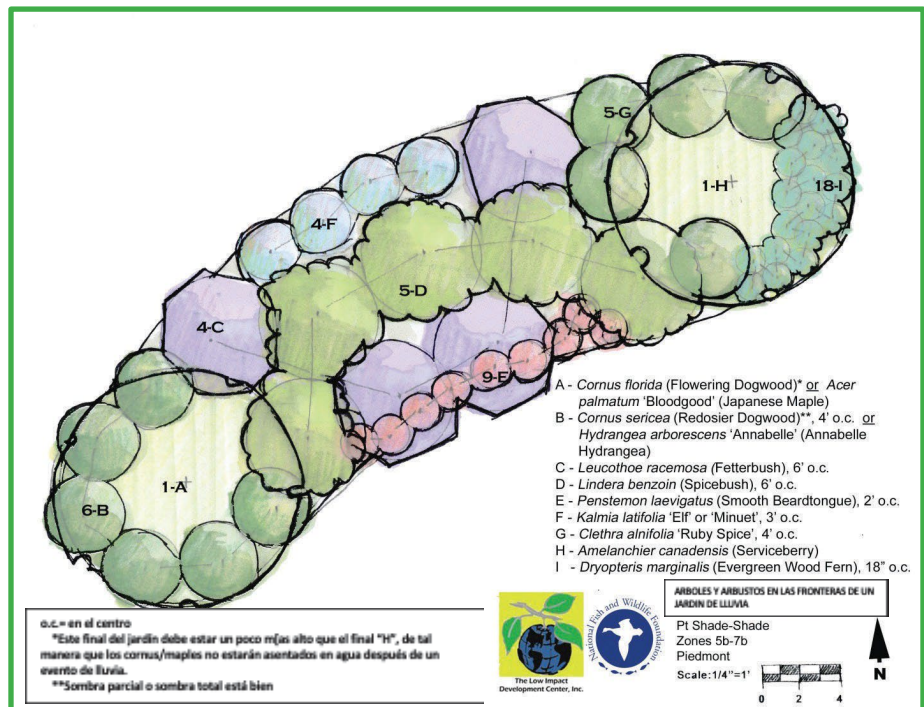 5-G
1-H
18-I
4-F
5-D
4-C
9-E
1-A
6-B
A - Cornus florida (Flowering Dogwood)* or Acer
palmatum 'Bloodgood' (Japanese Maple)
B - Cornus sericea (Redosier Dogwood)**, 4' o.c. or
Hydrangea arborescens 'Annabelle' (Annabelle
Hydrangea)
C - Leucothoe racemosa (Fetterbush), 6' o.c.
D - Lindera benzoin (Spicebush), 6' o.c.
E - Penstemon laevigatus (Smooth Beardtongue), 2' o.c.
F - Kalmia latifolia 'Elf' or 'Minuet', 3' o.c.
G - Clethra alnifolia 'Ruby Spice', 4' o.c.
H - Amelanchier canadensis (Serviceberry)
I - Dryopteris marginalis (Evergreen Wood Fern), 18" o.c.
o.c.= en el centro
*Este final del jardín debe estar un poco m[as alto que el final "H", de tal
manera que los cornus/maples no estarán asentados en agua después de un
evento de lluvia.
**Sombra parcial o sombra total está bien
The Low Impact
Development Center, Inc.
National Fish and Wildlife Foundation
ARBOLES Y ARBUSTOS EN LAS FRONTERAS DE UN
JARDIN DE LLUVIA
Pt Shade-Shade
Zones 5b-7b
Piedmont
Scale:1/4"=1'
0 2 4
N